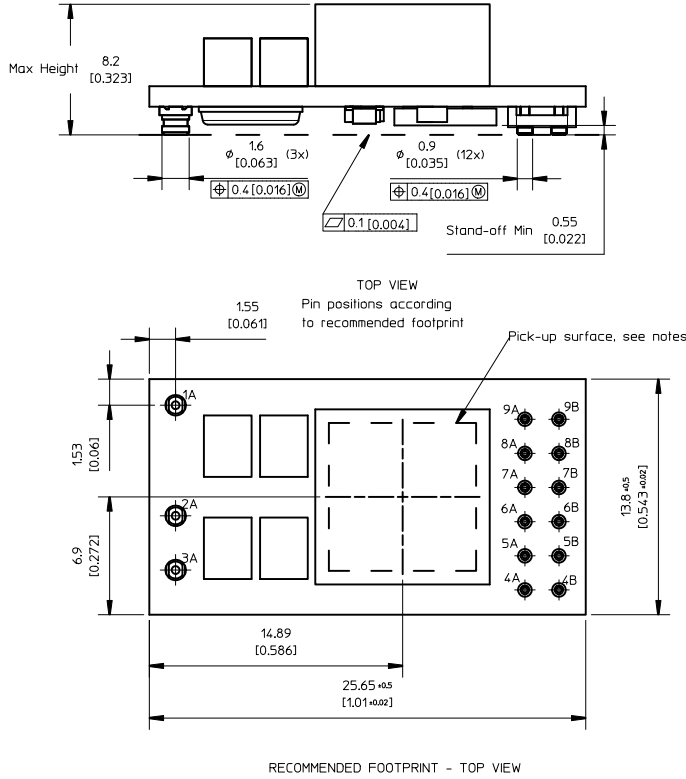 Max Height 8.2
[0.323]
ϕ 1.6
[0.063] (3x)
⌖ 0.4 [0.016] Ⓜ
ϕ 0.9
[0.035] (12x)
⌖ 0.4 [0.016] Ⓜ
⏥ 0.1 [0.004]
Stand-off Min 0.55
[0.022]
TOP VIEW
Pin positions according
to recommended footprint
1.55
[0.061]
Pick-up surface, see notes
1A
9A 9B
8A 8B
7A 7B
6A 6B
5A 5B
4A 4B
2A
3A
1.53
[0.06]
6.9
[0.272]
13.8 ±0.5
[0.543 ±0.02]
14.89
[0.586]
25.65 ±0.5
[1.01 ±0.02]
RECOMMENDED FOOTPRINT - TOP VIEW